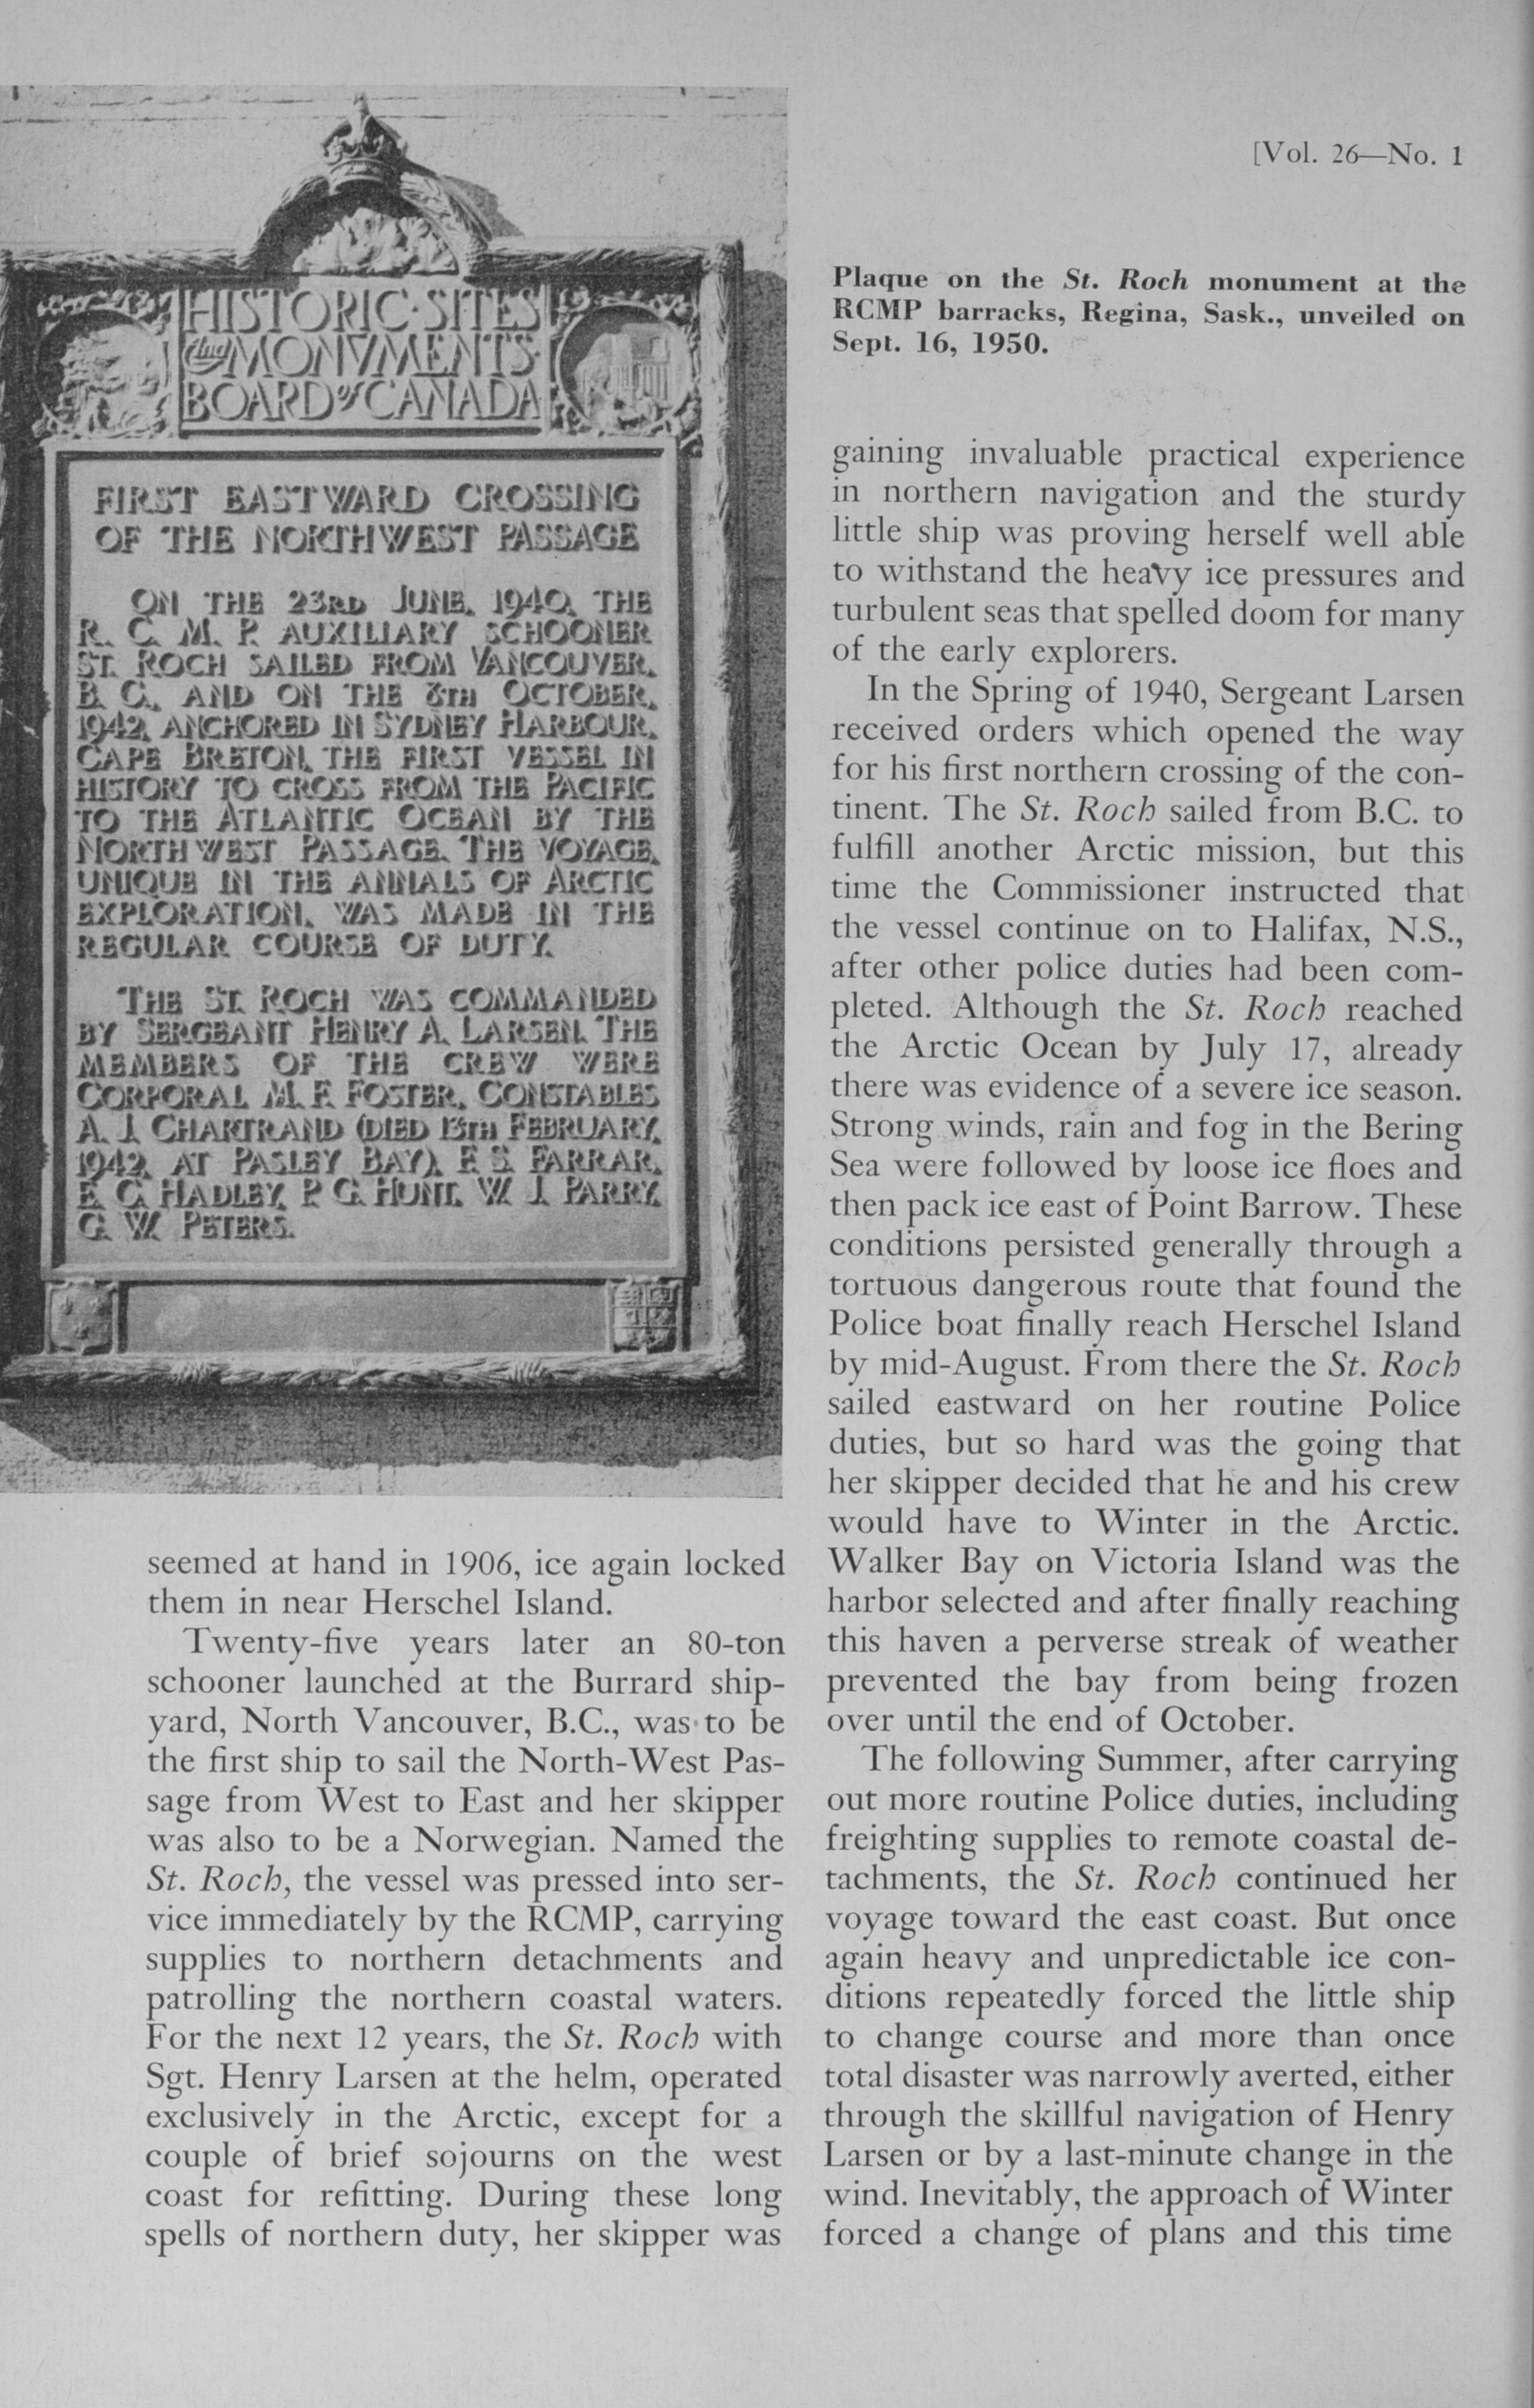 [Vol. 26—No. 1
HISTORIC·SITES
and MONVMENTS·
BOARD of CANADA
FIRST EASTWARD CROSSING
OF THE NORTHWEST PASSAGE
ON THE 23RD JUNE, 1940, THE
R. C. M. P. AUXILIARY SCHOONER
ST. ROCH SAILED FROM VANCOUVER,
B. C., AND ON THE 8TH OCTOBER,
1942, ANCHORED IN SYDNEY HARBOUR,
CAPE BRETON, THE FIRST VESSEL IN
HISTORY TO CROSS FROM THE PACIFIC
TO THE ATLANTIC OCEAN BY THE
NORTHWEST PASSAGE. THE VOYAGE,
UNIQUE IN THE ANNALS OF ARCTIC
EXPLORATION, WAS MADE IN THE
REGULAR COURSE OF DUTY.
THE ST. ROCH WAS COMMANDED
BY SERGEANT HENRY A. LARSEN. THE
MEMBERS OF THE CREW WERE
CORPORAL M. F. FOSTER, CONSTABLES
A. J. CHARTRAND (DIED 13TH FEBRUARY,
1942, AT PASLEY BAY), F. S. FARRAR,
E. C. HADLEY, P. G. HUNT, W. J. PARRY,
G. W. PETERS.
Plaque on the St. Roch monument at the
RCMP barracks, Regina, Sask., unveiled on
Sept. 16, 1950.
seemed at hand in 1906, ice again locked
them in near Herschel Island.
Twenty-five years later an 80-ton
schooner launched at the Burrard ship-
yard, North Vancouver, B.C., was to be
the first ship to sail the North-West Pas-
sage from West to East and her skipper
was also to be a Norwegian. Named the
St. Roch, the vessel was pressed into ser-
vice immediately by the RCMP, carrying
supplies to northern detachments and
patrolling the northern coastal waters.
For the next 12 years, the St. Roch with
Sgt. Henry Larsen at the helm, operated
exclusively in the Arctic, except for a
couple of brief sojourns on the west
coast for refitting. During these long
spells of northern duty, her skipper was
gaining invaluable practical experience
in northern navigation and the sturdy
little ship was proving herself well able
to withstand the heavy ice pressures and
turbulent seas that spelled doom for many
of the early explorers.
In the Spring of 1940, Sergeant Larsen
received orders which opened the way
for his first northern crossing of the con-
tinent. The St. Roch sailed from B.C. to
fulfill another Arctic mission, but this
time the Commissioner instructed that
the vessel continue on to Halifax, N.S.,
after other police duties had been com-
pleted. Although the St. Roch reached
the Arctic Ocean by July 17, already
there was evidence of a severe ice season.
Strong winds, rain and fog in the Bering
Sea were followed by loose ice floes and
then pack ice east of Point Barrow. These
conditions persisted generally through a
tortuous dangerous route that found the
Police boat finally reach Herschel Island
by mid-August. From there the St. Roch
sailed eastward on her routine Police
duties, but so hard was the going that
her skipper decided that he and his crew
would have to Winter in the Arctic.
Walker Bay on Victoria Island was the
harbor selected and after finally reaching
this haven a perverse streak of weather
prevented the bay from being frozen
over until the end of October.
The following Summer, after carrying
out more routine Police duties, including
freighting supplies to remote coastal de-
tachments, the St. Roch continued her
voyage toward the east coast. But once
again heavy and unpredictable ice con-
ditions repeatedly forced the little ship
to change course and more than once
total disaster was narrowly averted, either
through the skillful navigation of Henry
Larsen or by a last-minute change in the
wind. Inevitably, the approach of Winter
forced a change of plans and this time